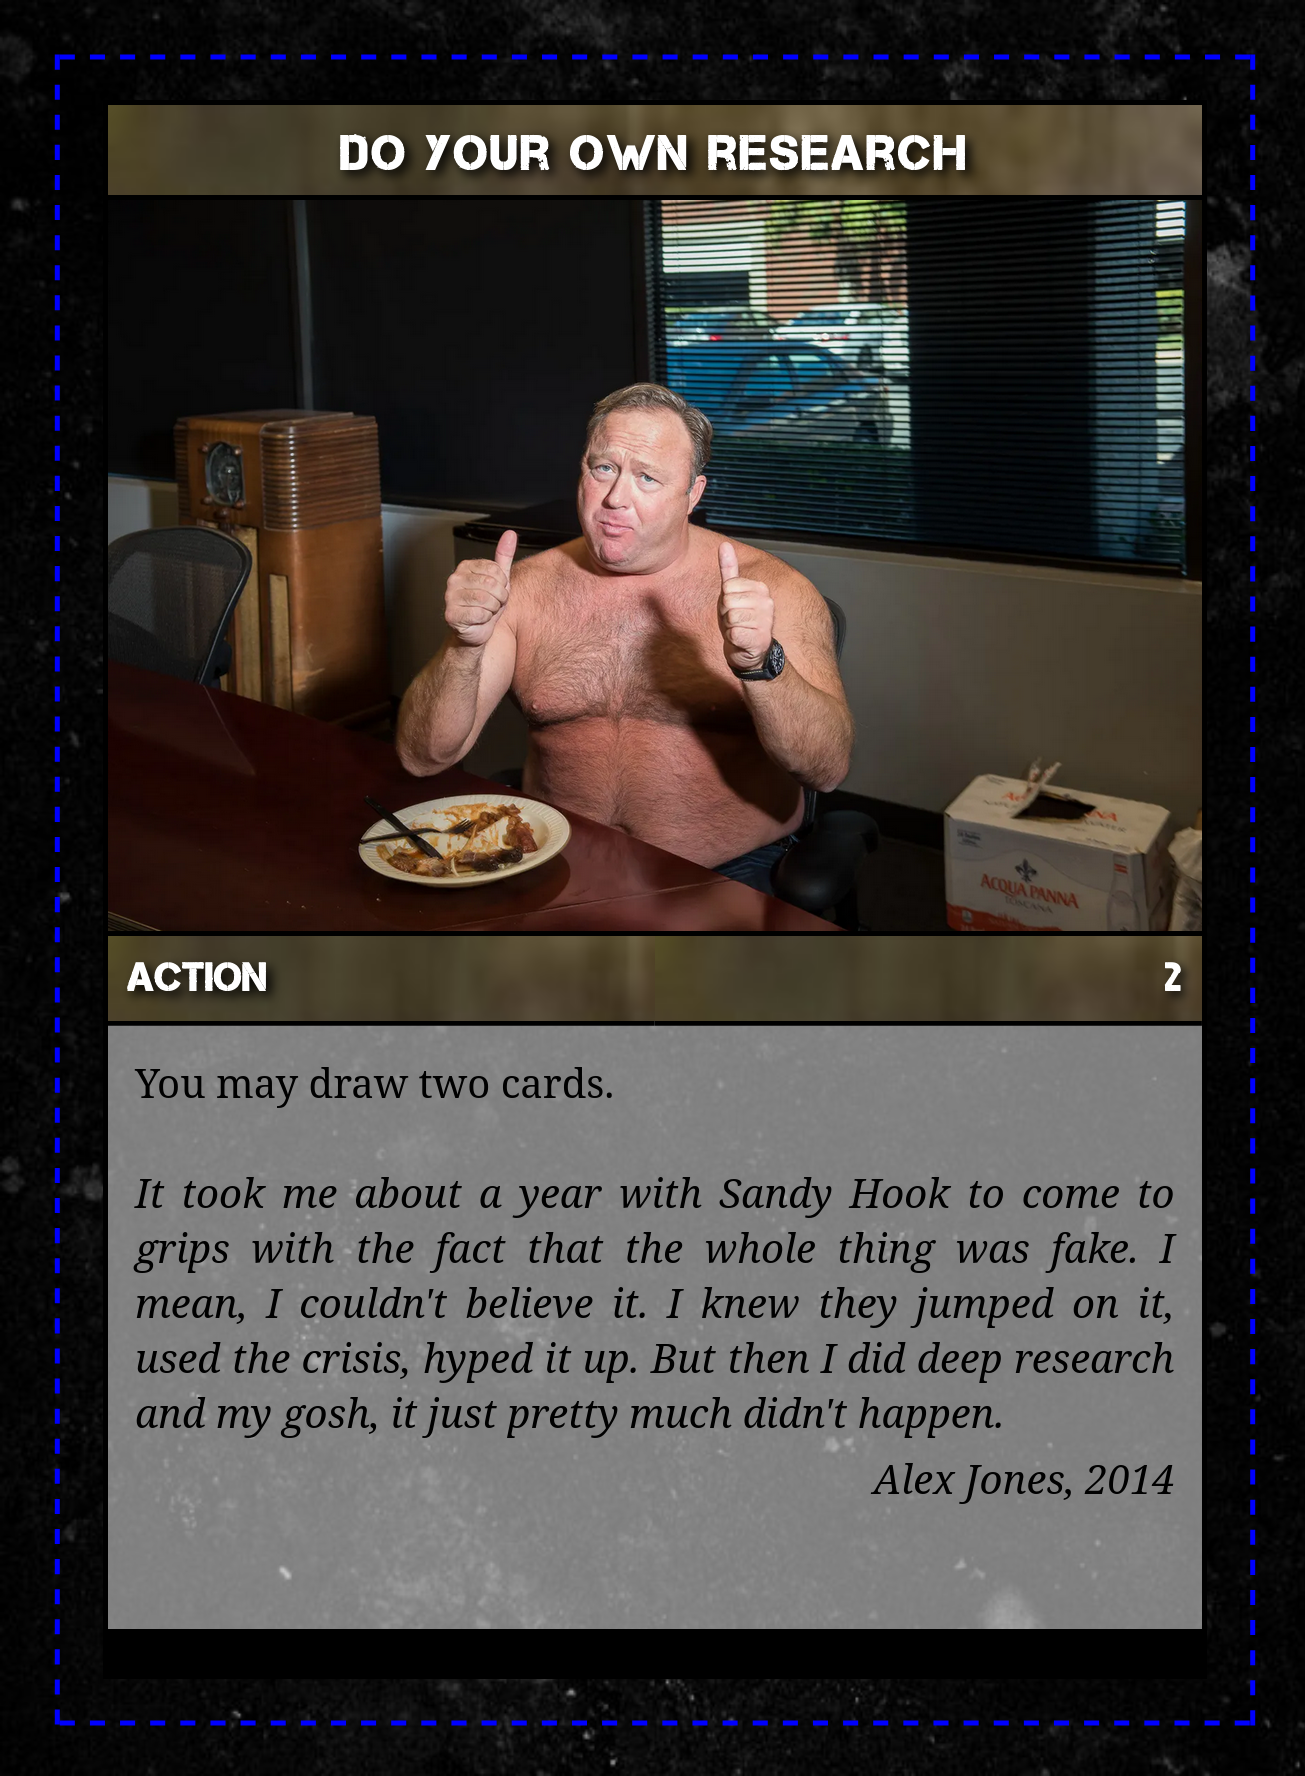 DO YOUR OWN RESEARCH
ACQUA PANNA
TOSCANA
ACTION 2
You may draw two cards.
It took me about a year with Sandy Hook to come to
grips with the fact that the whole thing was fake. I
mean, I couldn't believe it. I knew they jumped on it,
used the crisis, hyped it up. But then I did deep research
and my gosh, it just pretty much didn't happen.
Alex Jones, 2014